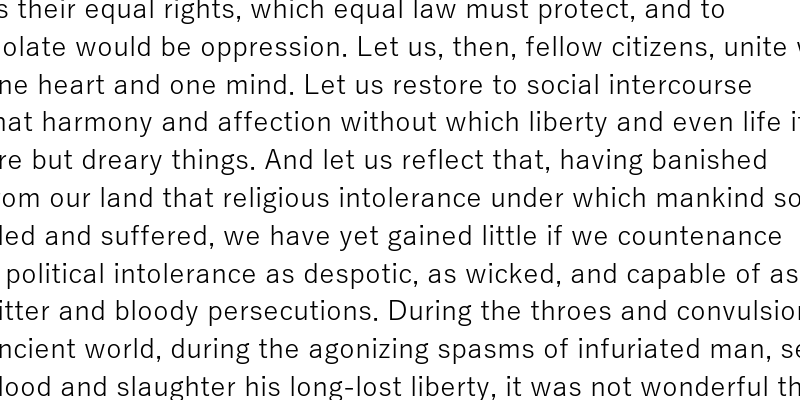 s their equal rights, which equal law must protect, and to
olate would be oppression. Let us, then, fellow citizens, unite
ne heart and one mind. Let us restore to social intercourse
hat harmony and affection without which liberty and even life
re but dreary things. And let us reflect that, having banished
rom our land that religious intolerance under which mankind so
led and suffered, we have yet gained little if we countenance
political intolerance as despotic, as wicked, and capable of as
itter and bloody persecutions. During the throes and convulsion
ncient world, during the agonizing spasms of infuriated man, se
lood and slaughter his long-lost liberty, it was not wonderful th